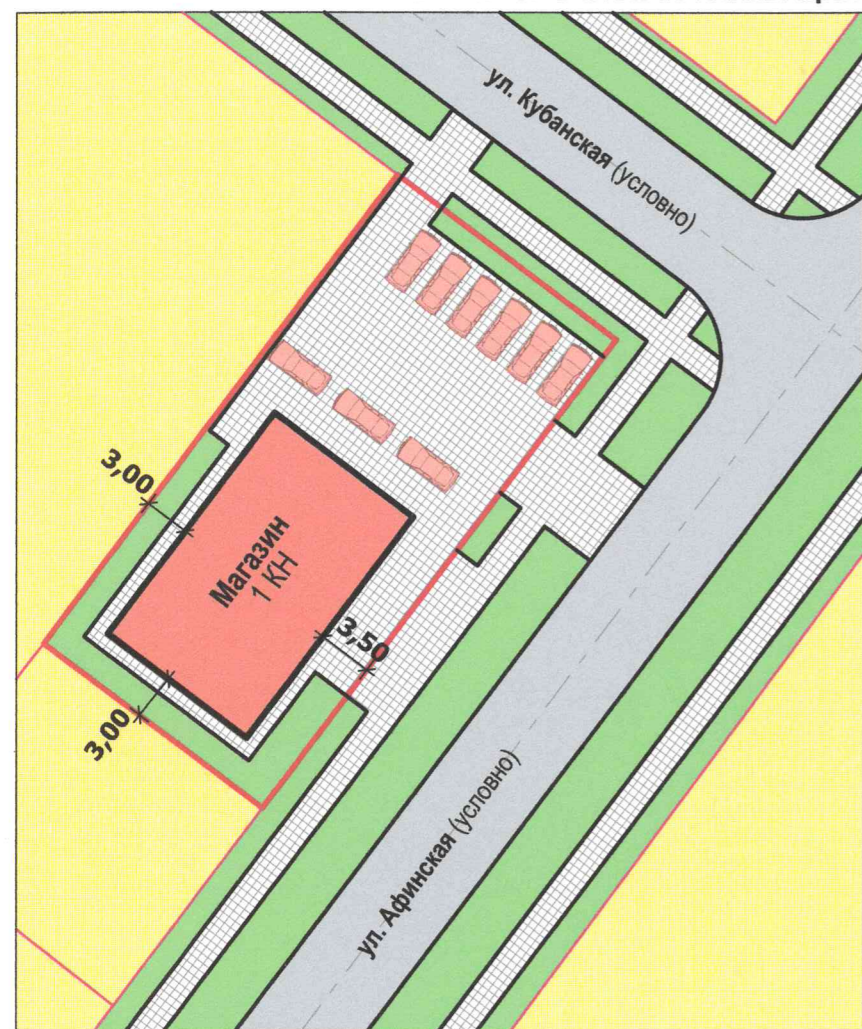 ул. Кубанская (условно)
3,00
Магазин
1 КН
3,50
3,00
ул. Афинская (условно)